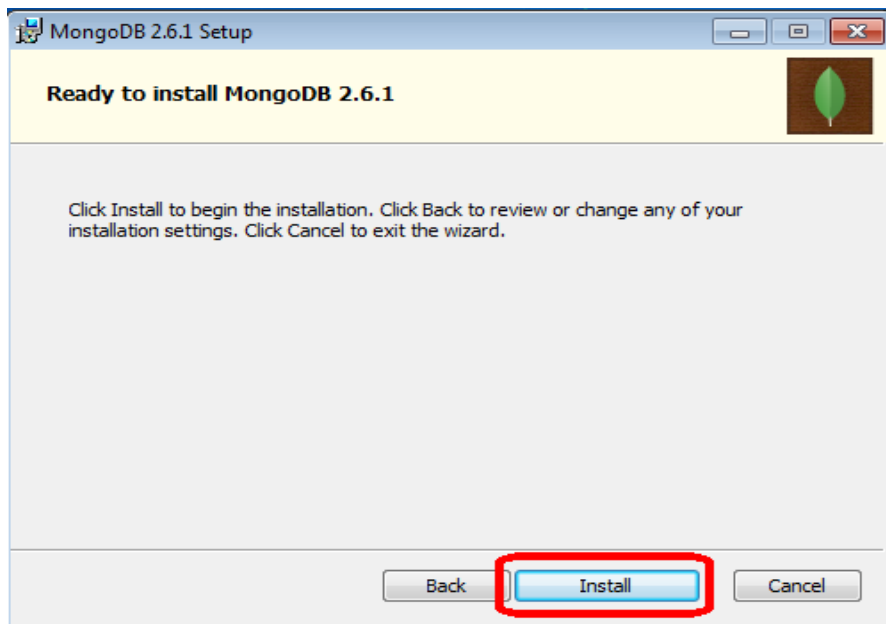 MongoDB 2.6.1 Setup
Ready to install MongoDB 2.6.1
Click Install to begin the installation. Click Back to review or change any of your
installation settings. Click Cancel to exit the wizard.
Back Install Cancel